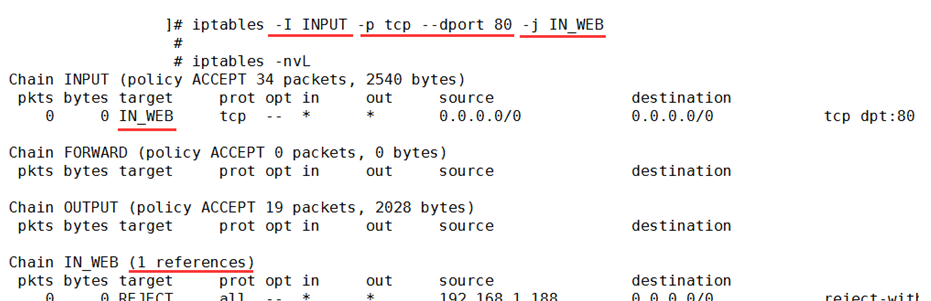 ]# iptables -I INPUT -p tcp --dport 80 -j IN_WEB
#
# iptables -nvL
Chain INPUT (policy ACCEPT 34 packets, 2540 bytes)
pkts bytes target prot opt in out source destination
0 0 IN_WEB tcp -- * * 0.0.0.0/0 0.0.0.0/0 tcp dpt:80
Chain FORWARD (policy ACCEPT 0 packets, 0 bytes)
pkts bytes target prot opt in out source destination
Chain OUTPUT (policy ACCEPT 19 packets, 2028 bytes)
pkts bytes target prot opt in out source destination
Chain IN_WEB (1 references)
pkts bytes target prot opt in out source destination
0 0 REJECT all -- * * 192.168.1.188 0.0.0.0/0 reject-with